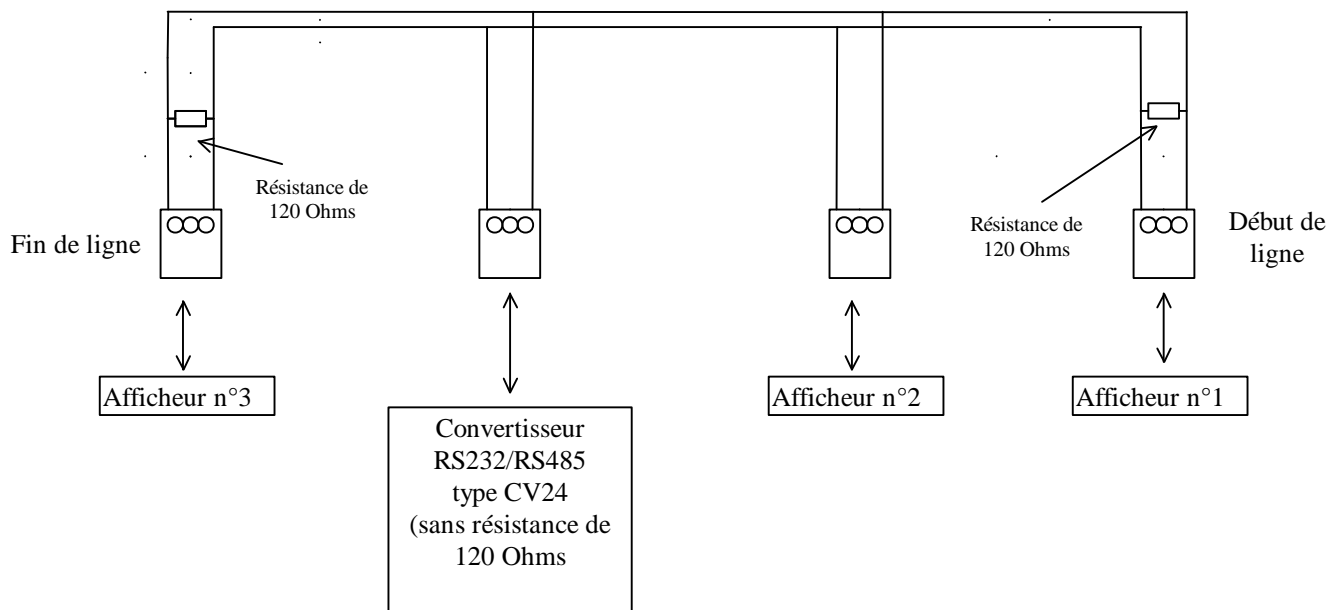 Résistance de
120 Ohms
Résistance de
120 Ohms
Fin de ligne
Début de
ligne
Afficheur n°3
Afficheur n°2
Afficheur n°1
Convertisseur
RS232/RS485
type CV24
(sans résistance de
120 Ohms